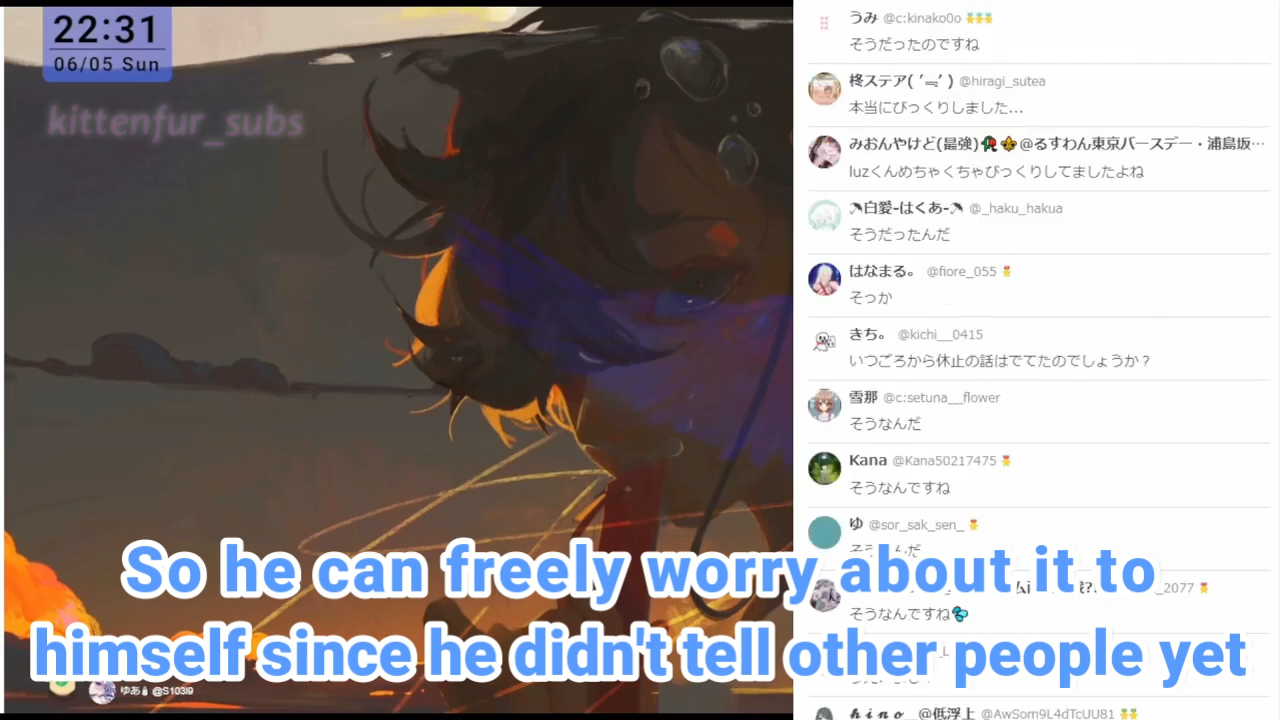 22:31
06/05 Sun
kittenfur_subs
うみ @c:kinako0o
そうだったのですね
柊ステア( ´⹀` ) @hiragi_sutea
本当にびっくりしました…
みおんやけど(最強)🥀⚜@るすわん東京バースデー・浦島坂…
luzくんめちゃくちゃびっくりしてましたよね
☂白愛-はくあ-☂ @_haku_hakua
そうだったんだ
はなまる。 @fiore_055
そっか
きち。 @kichi__0415
いつごろから休止の話はでてたのでしょうか？
雪那 @c:setuna__flower
そうなんだ
Kana @Kana50217475
そうなんですね
ゆ @sor_sak_sen_
_2077
そうなんですね
So he can freely worry about it to
himself since he didn't tell other people yet
ゆあ @S103l9
𝒉𝒊𝒏𝒐 @低浮上 @AwSom9L4dTcUU81